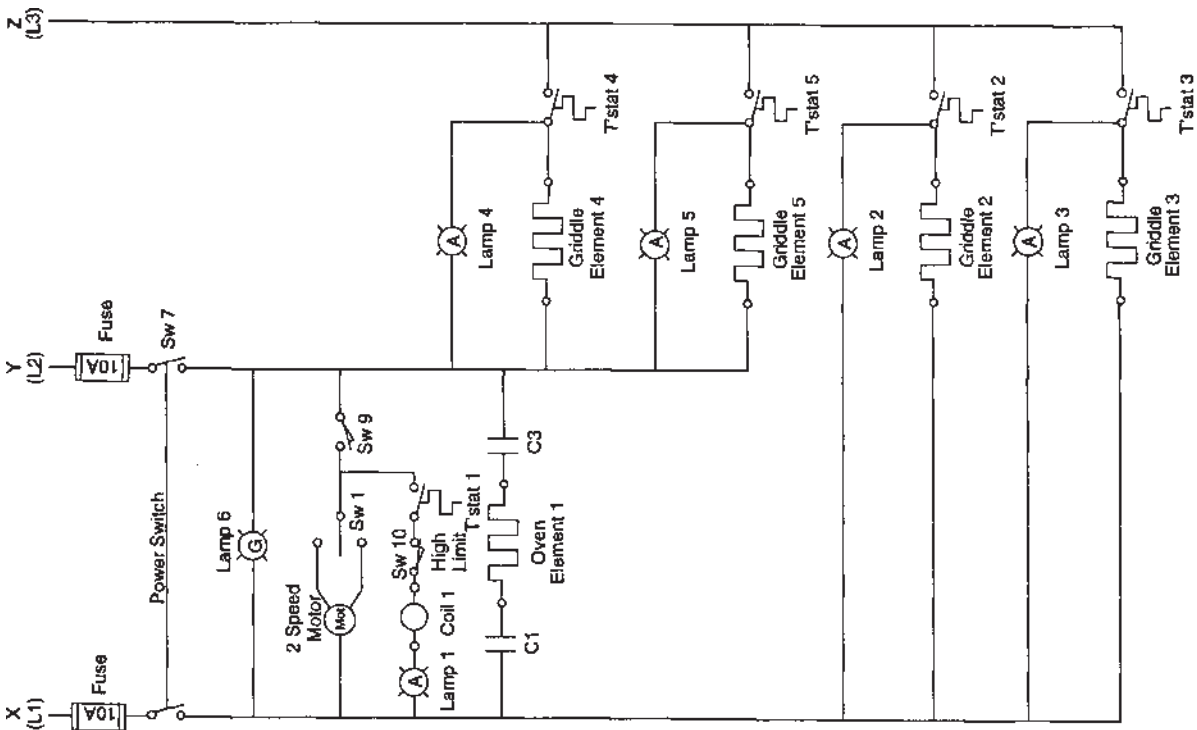 X
(L1)
Y
(L2)
Z
(L3)
10A
Fuse
10A
Fuse
Power Switch
Sw 7
Lamp 6
G
2 Speed
Motor
Mot
Sw 1
Sw 9
Lamp 1
A
Coil 1
Sw 10
High
Limit
T'stat 1
C1
Oven
Element 1
C3
A
Lamp 4
Griddle
Element 4
T'stat 4
A
Lamp 5
Griddle
Element 5
T'stat 5
A
Lamp 2
Griddle
Element 2
T'stat 2
A
Lamp 3
Griddle
Element 3
T'stat 3